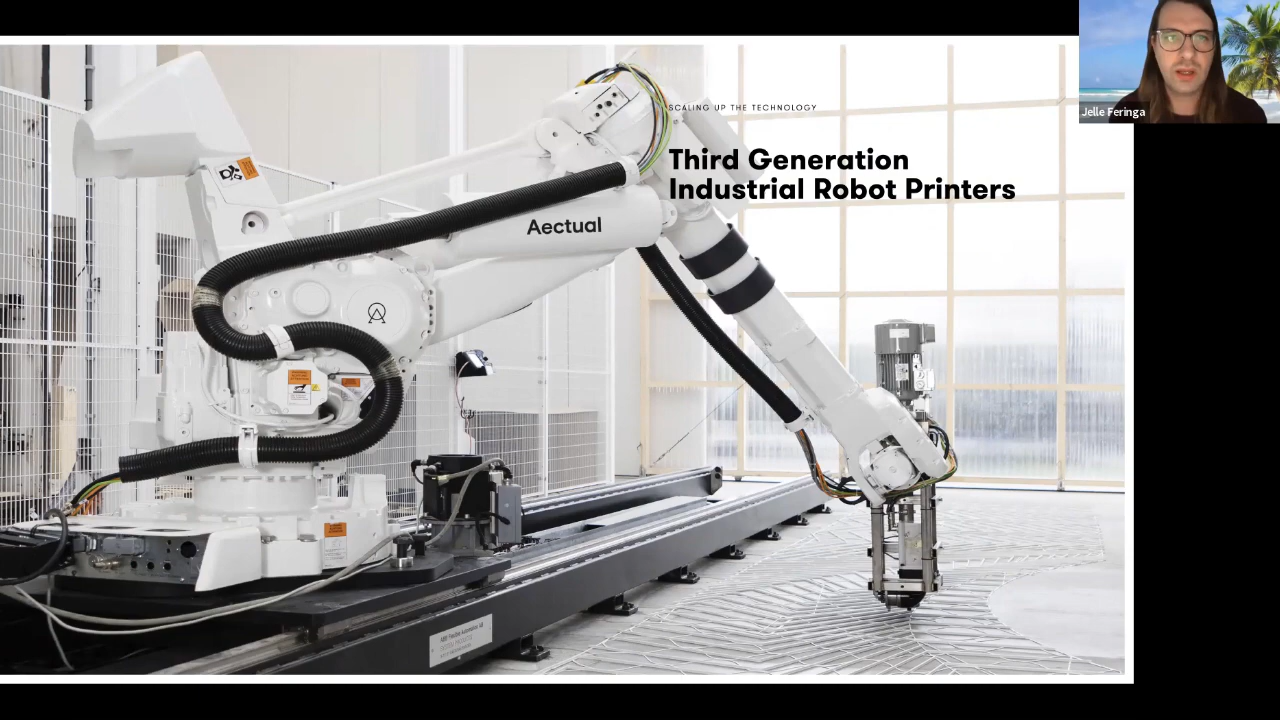 Jelle Feringa
SCALING UP THE TECHNOLOGY
Third Generation
Industrial Robot Printers
Aectual